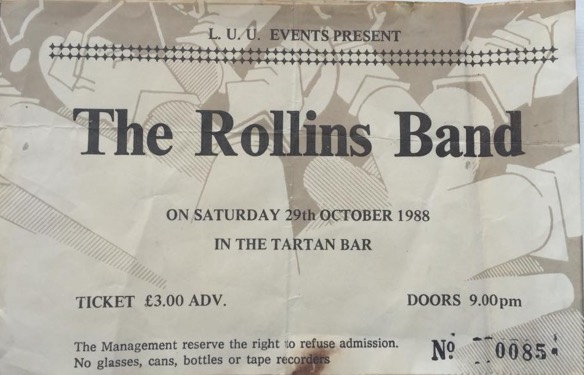 L. U. U. EVENTS PRESENT
The Rollins Band
ON SATURDAY 29th OCTOBER 1988
IN THE TARTAN BAR
TICKET £3.00 ADV. DOORS 9.00pm
The Management reserve the right to refuse admission.
No glasses, cans, bottles or tape recorders
Nº 0085